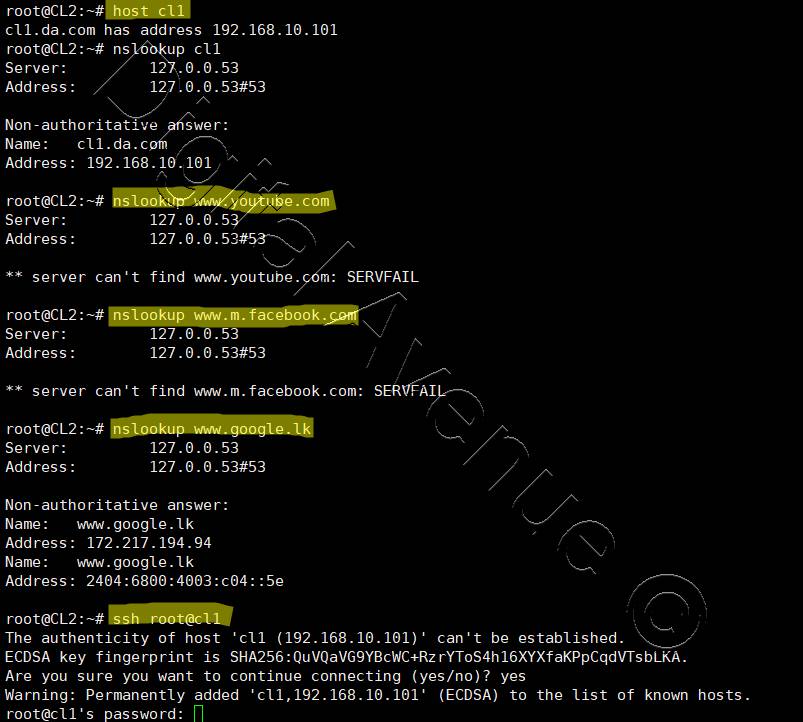 root@CL2:~# host cl1
cl1.da.com has address 192.168.10.101
root@CL2:~# nslookup cl1
Server:         127.0.0.53
Address:        127.0.0.53#53
Non-authoritative answer:
Name:   cl1.da.com
Address: 192.168.10.101
root@CL2:~# nslookup www.youtube.com
Server:         127.0.0.53
Address:        127.0.0.53#53
** server can't find www.youtube.com: SERVFAIL
root@CL2:~# nslookup www.m.facebook.com
Server:         127.0.0.53
Address:        127.0.0.53#53
** server can't find www.m.facebook.com: SERVFAIL
root@CL2:~# nslookup www.google.lk
Server:         127.0.0.53
Address:        127.0.0.53#53
Non-authoritative answer:
Name:   www.google.lk
Address: 172.217.194.94
Name:   www.google.lk
Address: 2404:6800:4003:c04::5e
root@CL2:~# ssh root@cl1
The authenticity of host 'cl1 (192.168.10.101)' can't be established.
ECDSA key fingerprint is SHA256:QuVQaVG9YBcWC+RzrYToS4h16XYXfaKPpCqdVTsbLKA.
Are you sure you want to continue connecting (yes/no)? yes
Warning: Permanently added 'cl1,192.168.10.101' (ECDSA) to the list of known hosts.
root@cl1's password:
Digital Avenue ©